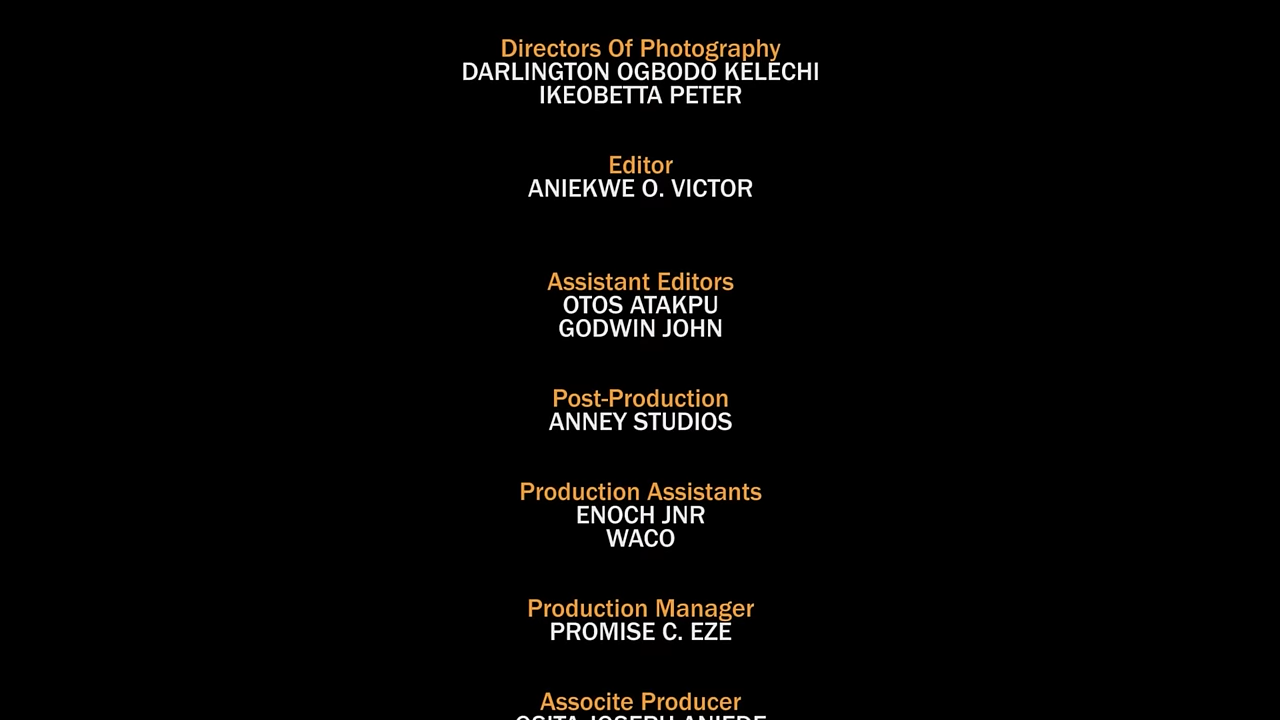 Directors Of Photography
DARLINGTON OGBODO KELECHI
IKEOBETTA PETER
Editor
ANIEKWE O. VICTOR
Assistant Editors
OTOS ATAKPU
GODWIN JOHN
Post-Production
ANNEY STUDIOS
Production Assistants
ENOCH JNR
WACO
Production Manager
PROMISE C. EZE
Associte Producer
JOSEPH